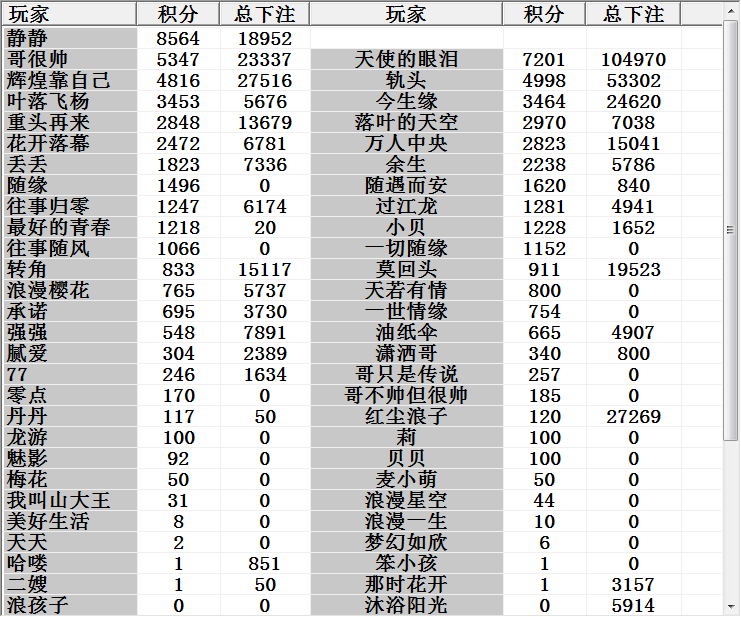 玩家 积分 总下注 玩家 积分 总下注
静静 8564 18952
哥很帅 5347 23337 天使的眼泪 7201 104970
辉煌靠自己 4816 27516 轨头 4998 53302
叶落飞杨 3453 5676 今生缘 3464 24620
重头再来 2848 13679 落叶的天空 2970 7038
花开落幕 2472 6781 万人中央 2823 15041
丢丢 1823 7336 余生 2238 5786
随缘 1496 0 随遇而安 1620 840
往事归零 1247 6174 过江龙 1281 4941
最好的青春 1218 20 小贝 1228 1652
往事随风 1066 0 一切随缘 1152 0
转角 833 15117 莫回头 911 19523
浪漫樱花 765 5737 天若有情 800 0
承诺 695 3730 一世情缘 754 0
强强 548 7891 油纸伞 665 4907
腻爱 304 2389 潇洒哥 340 800
77 246 1634 哥只是传说 257 0
零点 170 0 哥不帅但很帅 185 0
丹丹 117 50 红尘浪子 120 27269
龙游 100 0 莉 100 0
魅影 92 0 贝贝 100 0
梅花 50 0 麦小萌 50 0
我叫山大王 31 0 浪漫星空 44 0
美好生活 8 0 浪漫一生 10 0
天天 2 0 梦幻如欣 6 0
哈喽 1 851 笨小孩 1 0
二嫂 1 50 那时花开 1 3157
浪孩子 0 0 沐浴阳光 0 5914